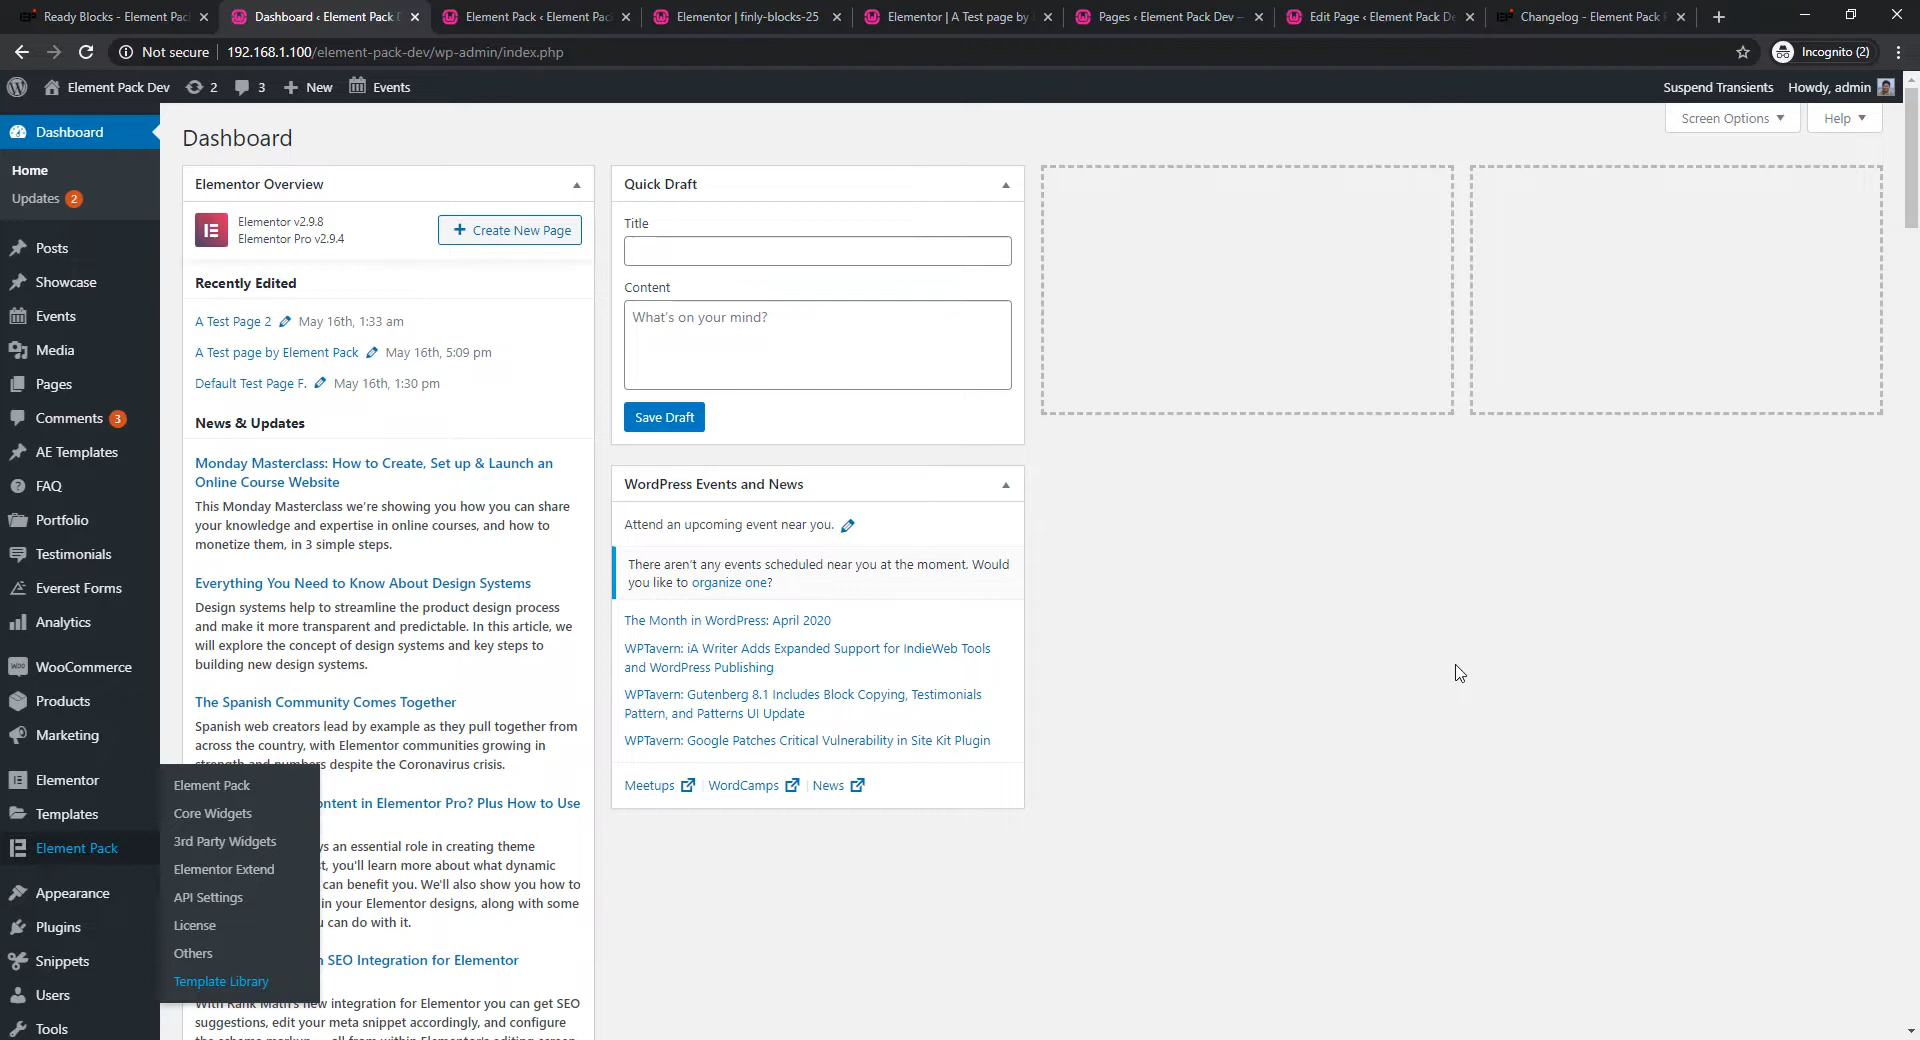 Ready Blocks - Element Pac
Dashboard ‹ Element Pack D
Element Pack ‹ Element Pac
Elementor | finly-blocks-25
Elementor | A Test page by
Pages ‹ Element Pack Dev –
Edit Page ‹ Element Pack De
Changelog - Element Pack P
Not secure
192.168.1.100/element-pack-dev/wp-admin/index.php
Incognito (2)
Element Pack Dev
2
3
New
Events
Suspend Transients
Howdy, admin
Screen Options
Help
Dashboard
Home
Updates 2
Posts
Showcase
Events
Media
Pages
Comments 3
AE Templates
FAQ
Portfolio
Testimonials
Everest Forms
Analytics
WooCommerce
Products
Marketing
Elementor
Templates
Element Pack
Appearance
Plugins
Snippets
Users
Tools
Element Pack
Core Widgets
3rd Party Widgets
Elementor Extend
API Settings
License
Others
Template Library
Dashboard
Elementor Overview
Elementor v2.9.8
Elementor Pro v2.9.4
Create New Page
Recently Edited
A Test Page 2 May 16th, 1:33 am
A Test page by Element Pack May 16th, 5:09 pm
Default Test Page F. May 16th, 1:30 pm
News & Updates
Monday Masterclass: How to Create, Set up & Launch an
Online Course Website
This Monday Masterclass we're showing you how you can share
your knowledge and expertise in online courses, and how to
monetize them, in 3 simple steps.
Everything You Need to Know About Design Systems
Design systems help to streamline the product design process
and make it more transparent and predictable. In this article, we
will explore the concept of design systems and key steps to
building new design systems.
The Spanish Community Comes Together
Spanish web creators lead by example as they pull together from
across the country, with Elementor communities growing in
strength and numbers despite the Coronavirus crisis.
ontent in Elementor Pro? Plus How to Use
ys an essential role in creating theme
t, you'll learn more about what dynamic
can benefit you. We'll also show you how to
in your Elementor designs, along with some
can do with it.
SEO Integration for Elementor
With Rank Math's new integration for Elementor you can get SEO
suggestions, edit your meta snippet accordingly, and configure
Quick Draft
Title
Content
What's on your mind?
Save Draft
WordPress Events and News
Attend an upcoming event near you.
There aren't any events scheduled near you at the moment. Would
you like to organize one?
The Month in WordPress: April 2020
WPTavern: iA Writer Adds Expanded Support for IndieWeb Tools
and WordPress Publishing
WPTavern: Gutenberg 8.1 Includes Block Copying, Testimonials
Pattern, and Patterns UI Update
WPTavern: Google Patches Critical Vulnerability in Site Kit Plugin
Meetups | WordCamps | News